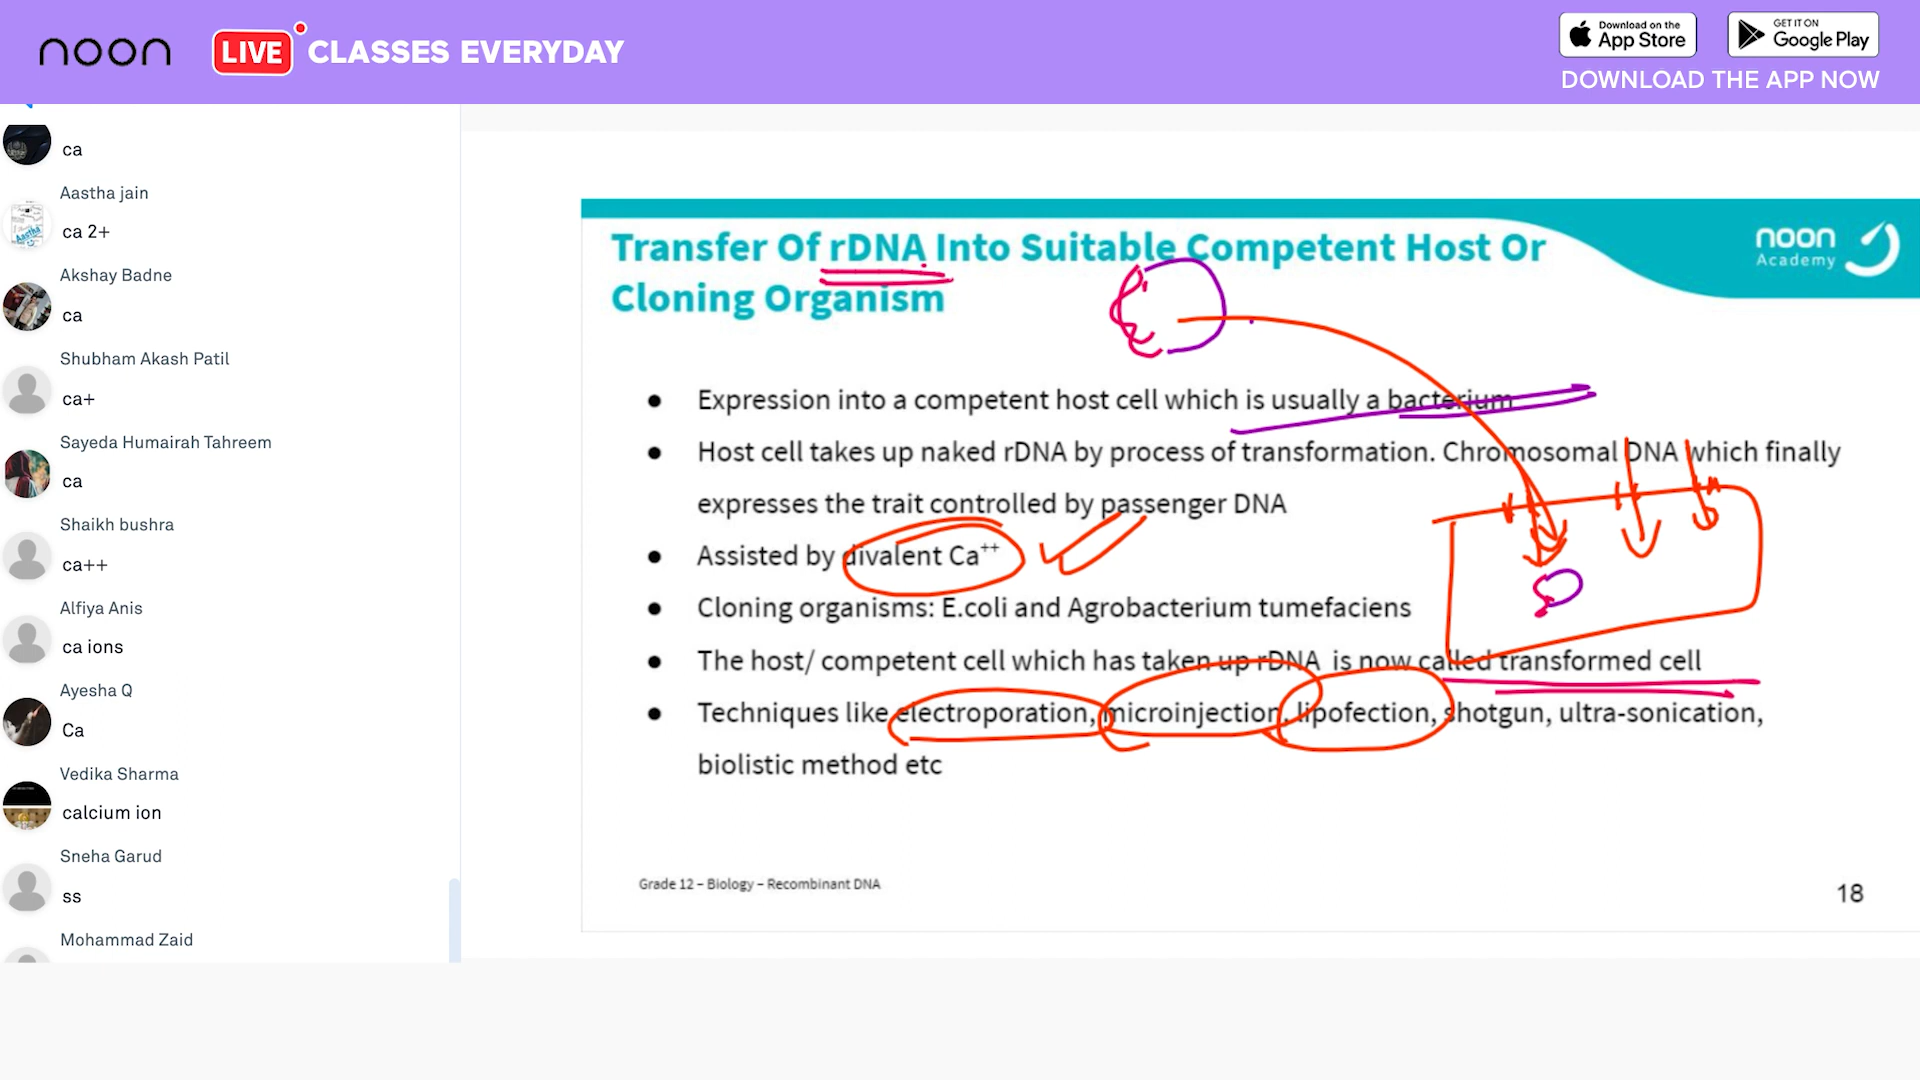 noon LIVE CLASSES EVERYDAY
Download on the App Store
GET IT ON Google Play
DOWNLOAD THE APP NOW
ca
Aastha jain
ca 2+
Akshay Badne
ca
Shubham Akash Patil
ca+
Sayeda Humairah Tahreem
ca
Shaikh bushra
ca++
Alfiya Anis
ca ions
Ayesha Q
Ca
Vedika Sharma
calcium ion
Sneha Garud
ss
Mohammad Zaid
noon Academy
Transfer Of rDNA Into Suitable Competent Host Or
Cloning Organism
● Expression into a competent host cell which is usually a bacterium
● Host cell takes up naked rDNA by process of transformation. Chromosomal DNA which finally
expresses the trait controlled by passenger DNA
● Assisted by divalent Ca++
● Cloning organisms: E.coli and Agrobacterium tumefaciens
● The host/ competent cell which has taken up rDNA is now called transformed cell
● Techniques like electroporation, microinjection, lipofection, shotgun, ultra-sonication,
biolistic method etc
Grade 12 – Biology – Recombinant DNA
18